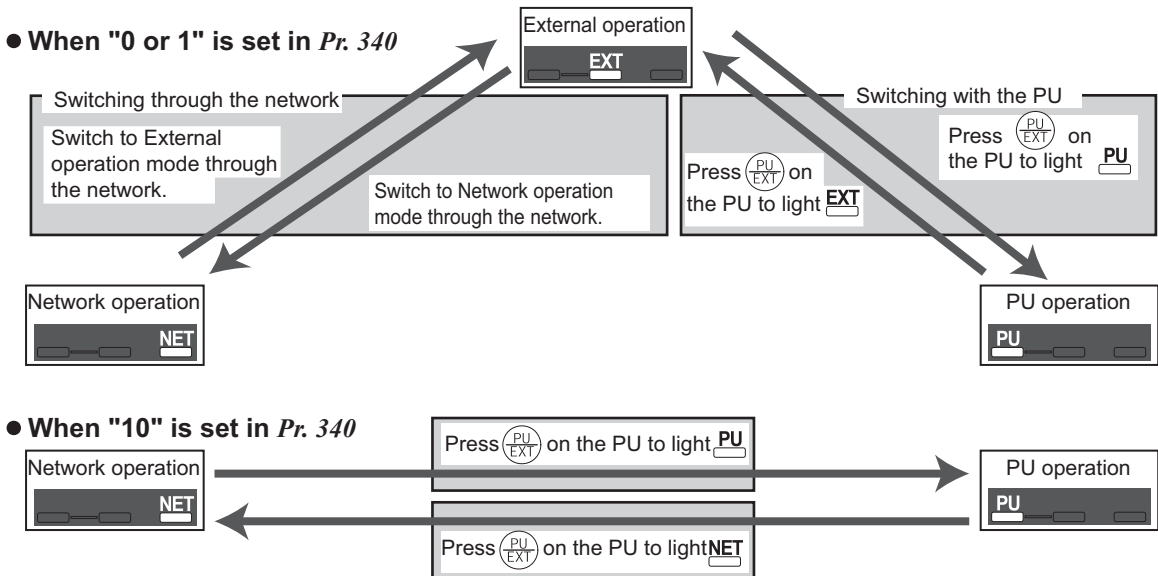 ● When "0 or 1" is set in Pr. 340
External operation
EXT
Switching through the network
Switch to External
operation mode through
the network.
Switch to Network operation
mode through the network.
Switching with the PU
Press PU/EXT on
the PU to light PU
Press PU/EXT on
the PU to light EXT
Network operation
NET
PU operation
PU
● When "10" is set in Pr. 340
Network operation
NET
Press PU/EXT on the PU to light PU
Press PU/EXT on the PU to light NET
PU operation
PU